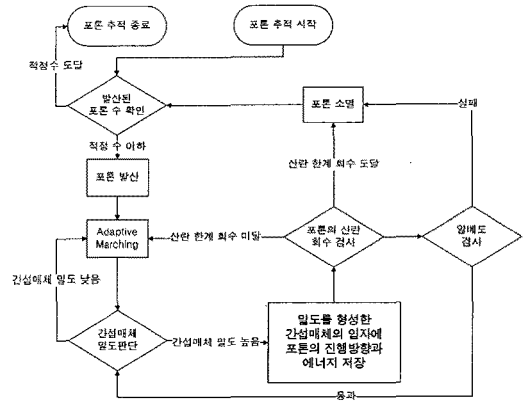 포톤 추적 종료
포톤 추적 시작
적정수 도달
발산된
포톤 수 확인
포톤 소멸
실패
적정 수 이하
산란 한계 회수 도달
포톤 발산
Adaptive
Marching
산란 한계 회수 미달
포톤의 산란
회수 검사
알베도
검사
간섭매체 밀도 낮음
간섭매체
밀도판단
간섭매체 밀도 높음
밀도를 형성한
간섭매체의 입자에
포톤의 진행방향과
에너지 저장
통과